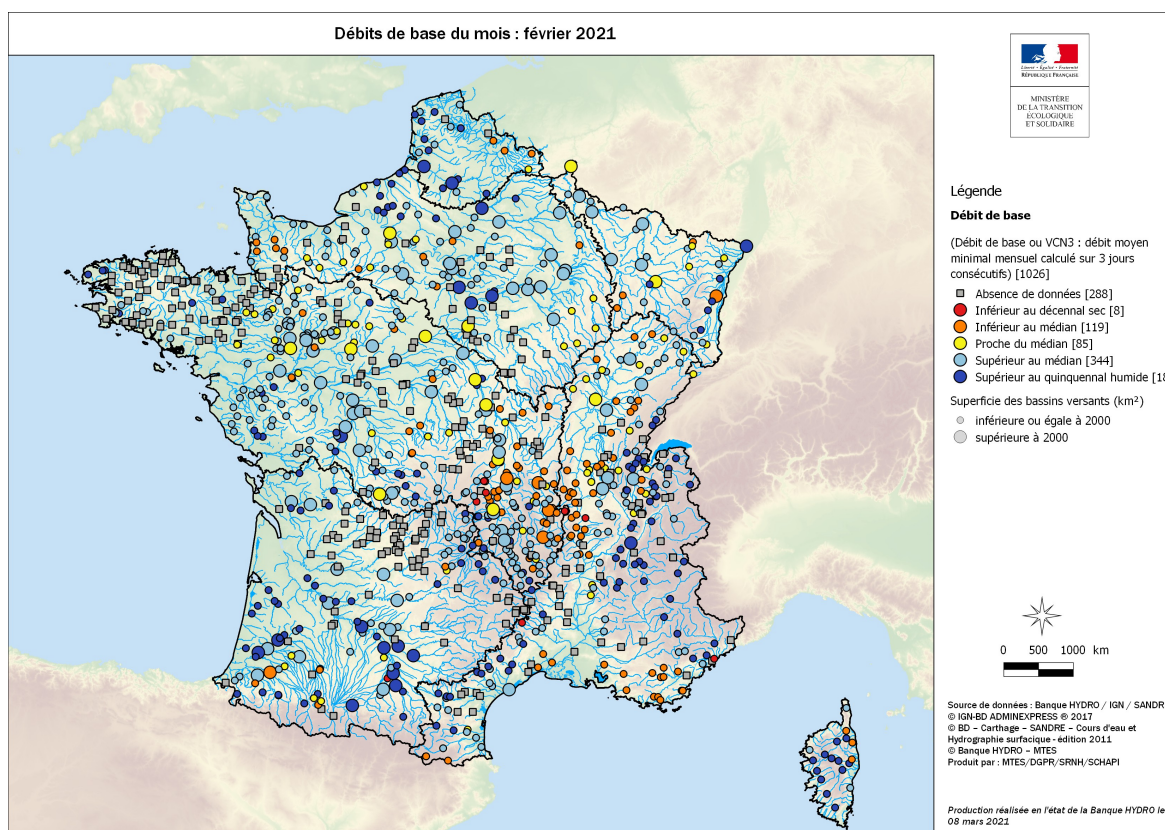 Débits de base du mois : février 2021
Liberté • Égalité • Fraternité
RÉPUBLIQUE FRANÇAISE
MINISTÈRE
DE LA TRANSITION
ÉCOLOGIQUE
ET SOLIDAIRE
Légende
Débit de base
(Débit de base ou VCN3 : débit moyen
minimal mensuel calculé sur 3 jours
consécutifs) [1026]
Absence de données [288]
Inférieur au décennal sec [8]
Inférieur au médian [119]
Proche du médian [85]
Supérieur au médian [344]
Supérieur au quinquennal humide [18
Superficie des bassins versants (km²)
inférieure ou égale à 2000
supérieure à 2000
0 500 1000 km
Source de données : Banque HYDRO / IGN / SANDR
© IGN-BD ADMINEXPRESS ® 2017
© BD – Carthage – SANDRE – Cours d'eau et
Hydrographie surfacique - édition 2011
© Banque HYDRO – MTES
Produit par : MTES/DGPR/SRNH/SCHAPI
Production réalisée en l'état de la Banque HYDRO le
08 mars 2021